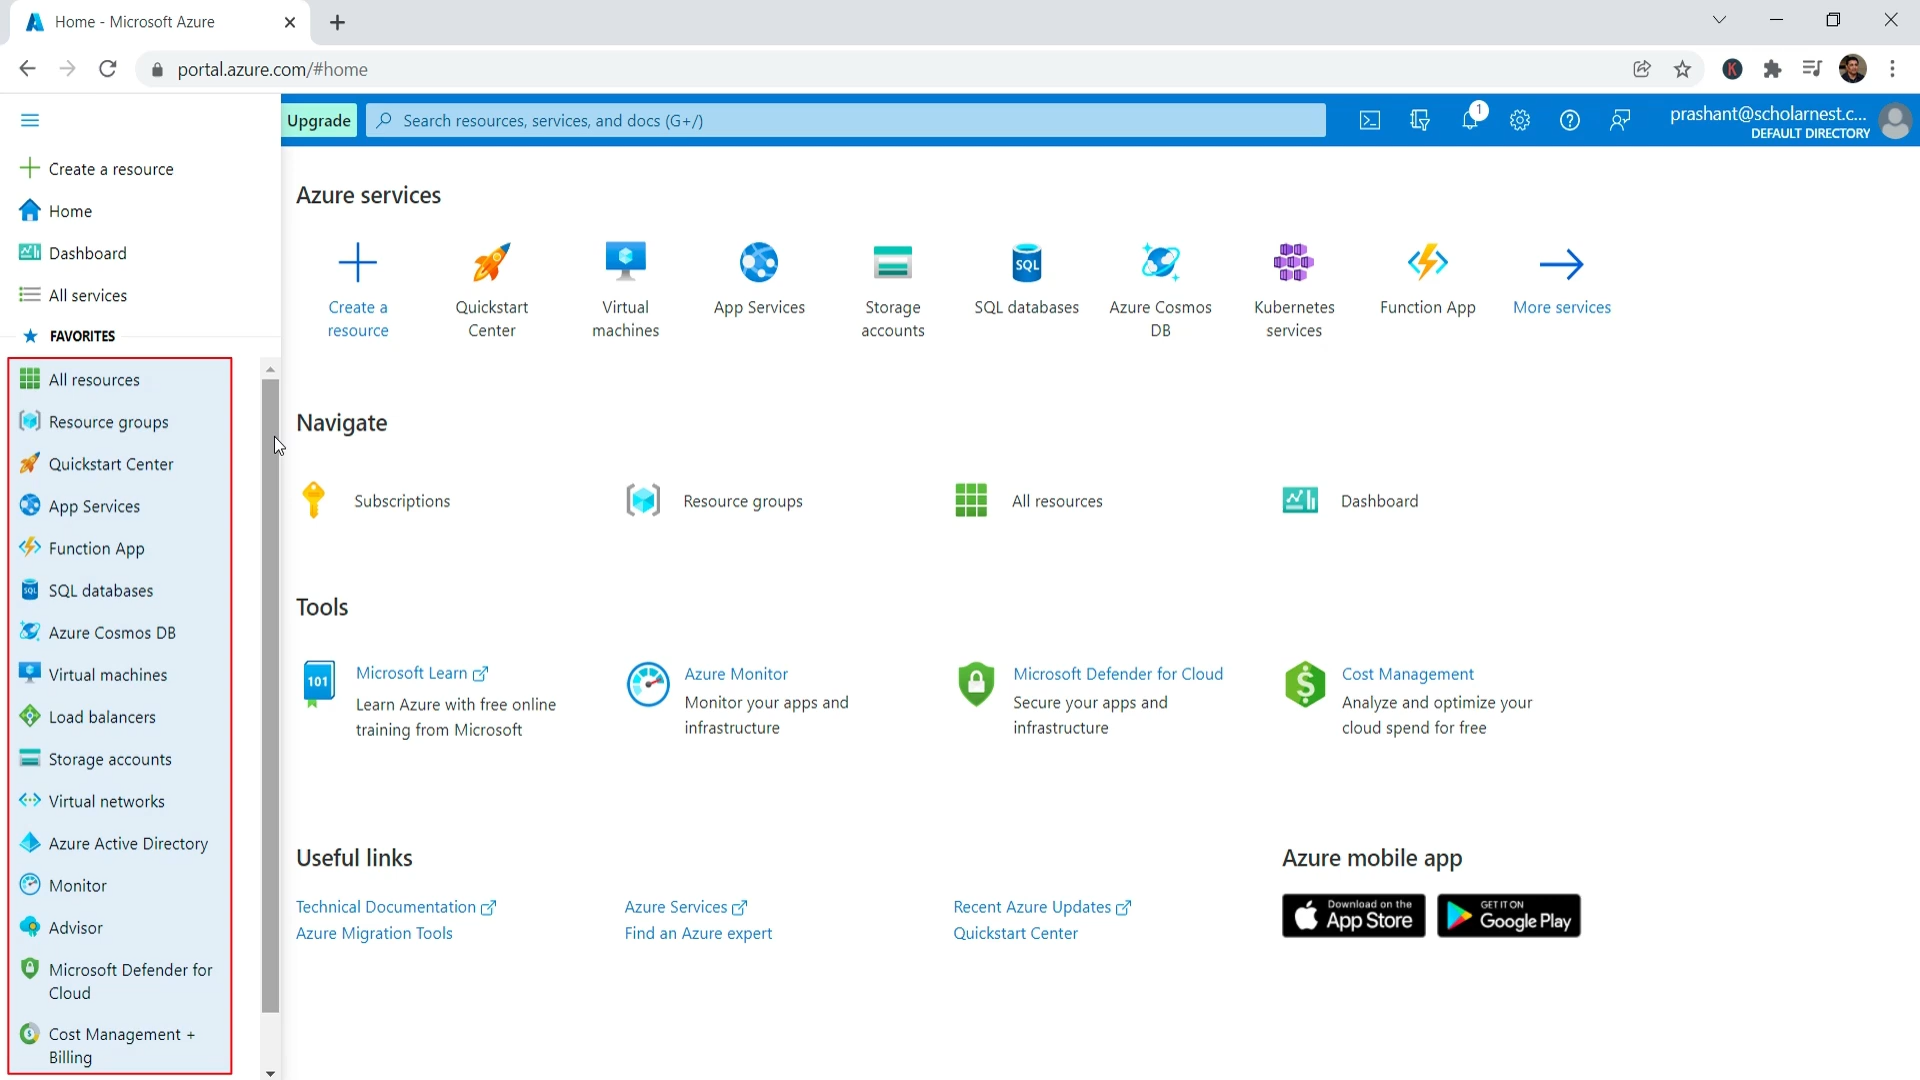 Home - Microsoft Azure
portal.azure.com/#home
K
Upgrade
Search resources, services, and docs (G+/)
1
prashant@scholarnest.c...
DEFAULT DIRECTORY
Create a resource
Home
Dashboard
All services
FAVORITES
All resources
Resource groups
Quickstart Center
App Services
Function App
SQL databases
Azure Cosmos DB
Virtual machines
Load balancers
Storage accounts
Virtual networks
Azure Active Directory
Monitor
Advisor
Microsoft Defender for
Cloud
Cost Management +
Billing
Azure services
Create a
resource
Quickstart
Center
Virtual
machines
App Services
Storage
accounts
SQL
SQL databases
Azure Cosmos
DB
Kubernetes
services
Function App
More services
Navigate
Subscriptions
Resource groups
All resources
Dashboard
Tools
101
Microsoft Learn
Learn Azure with free online
training from Microsoft
Azure Monitor
Monitor your apps and
infrastructure
Microsoft Defender for Cloud
Secure your apps and
infrastructure
$
Cost Management
Analyze and optimize your
cloud spend for free
Useful links
Technical Documentation
Azure Migration Tools
Azure Services
Find an Azure expert
Recent Azure Updates
Quickstart Center
Azure mobile app
Download on the
App Store
GET IT ON
Google Play